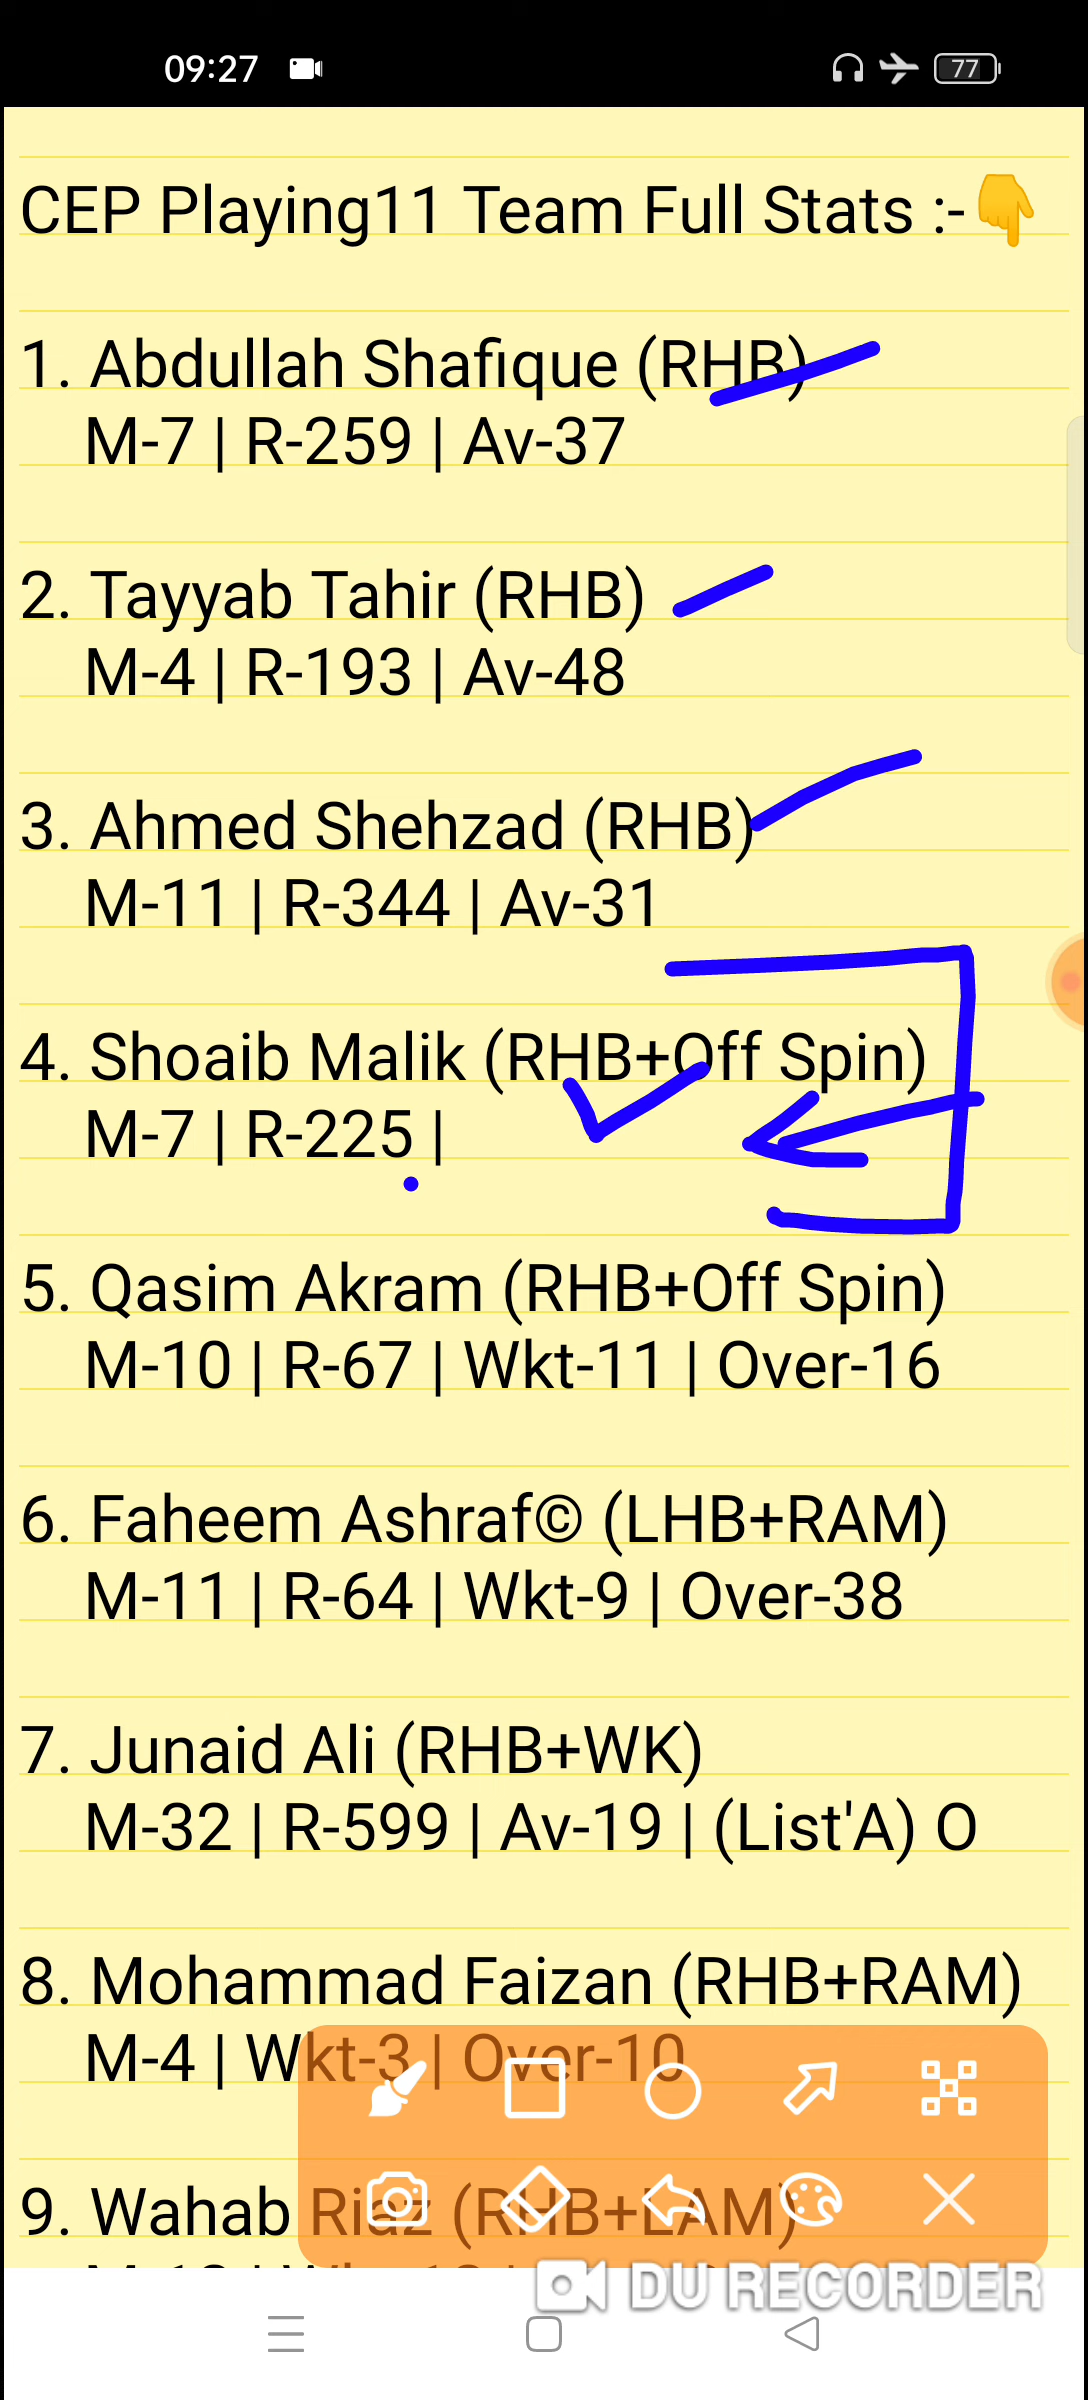 09:27
77
CEP Playing11 Team Full Stats :-👇
1. Abdullah Shafique (RHB)
M-7 | R-259 | Av-37
2. Tayyab Tahir (RHB)
M-4 | R-193 | Av-48
3. Ahmed Shehzad (RHB)
M-11 | R-344 | Av-31
4. Shoaib Malik (RHB+Off Spin)
M-7 | R-225 |
5. Qasim Akram (RHB+Off Spin)
M-10 | R-67 | Wkt-11 | Over-16
6. Faheem Ashraf© (LHB+RAM)
M-11 | R-64 | Wkt-9 | Over-38
7. Junaid Ali (RHB+WK)
M-32 | R-599 | Av-19 | (List'A) O
8. Mohammad Faizan (RHB+RAM)
M-4 | Wkt-3 | Over-10
9. Wahab Riaz (RHB+LAM)
DU RECORDER